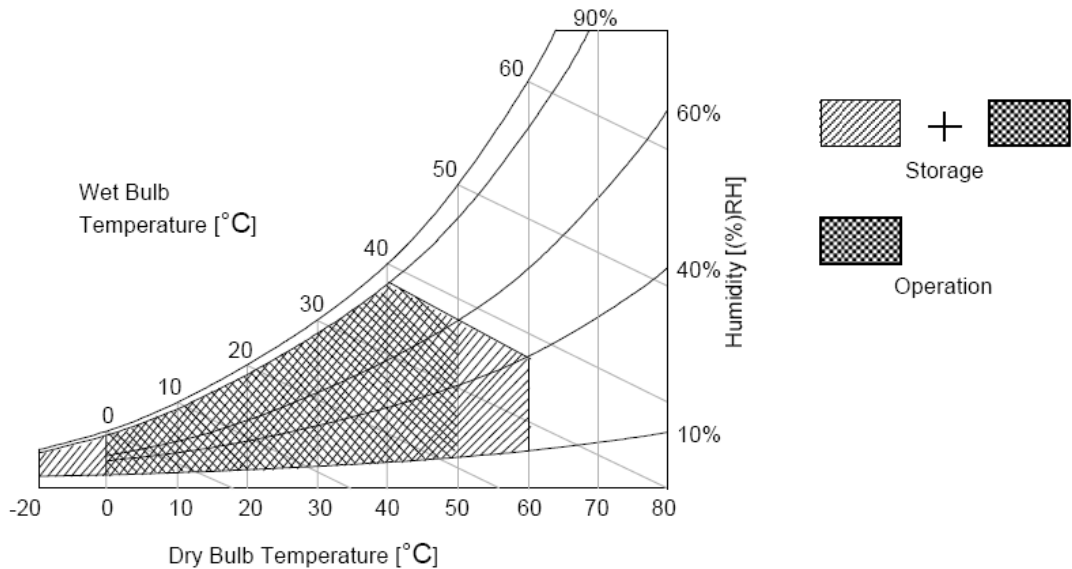 90%
60
60%
50
Wet Bulb
Temperature [°C]
40
40%
30
20
10
0
10%
Humidity [(%)RH]
-20 0 10 20 30 40 50 60 70 80
Dry Bulb Temperature [°C]
+
Storage
Operation